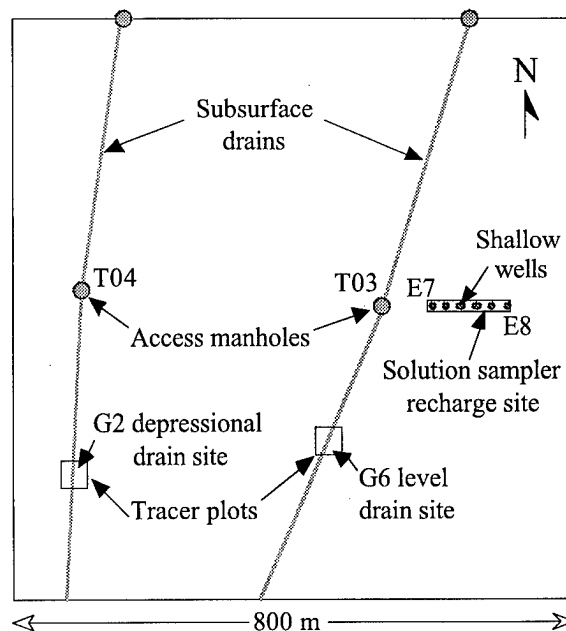 N
Subsurface
drains
Shallow
wells
E7
T04
T03
E8
Access manholes
Solution sampler
recharge site
G2 depressional
drain site
G6 level
drain site
Tracer plots
800 m